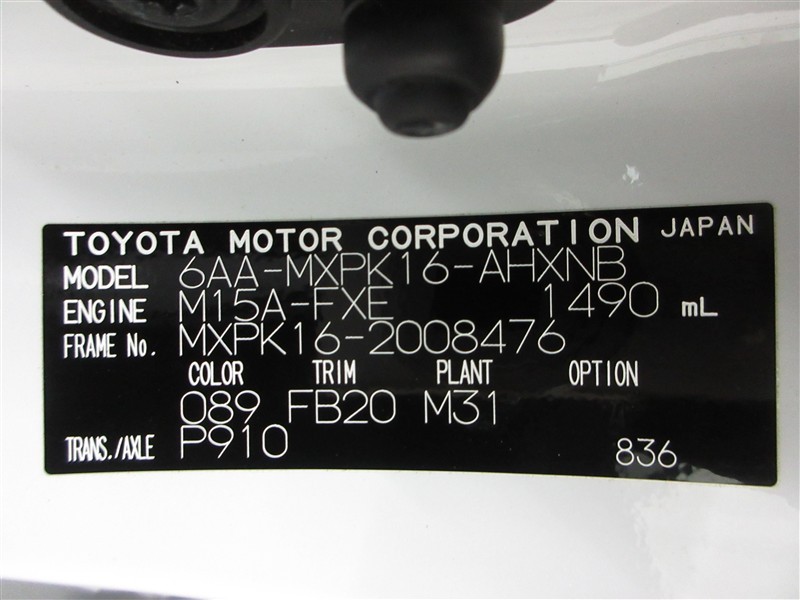 TOYOTA MOTOR CORPORATION JAPAN
MODEL 6AA-MXPK16-AHXNB
ENGINE M15A-FXE 1490 mL
FRAME No. MXPK16-2008476
COLOR TRIM PLANT OPTION
089 FB20 M31
TRANS./AXLE P910 836